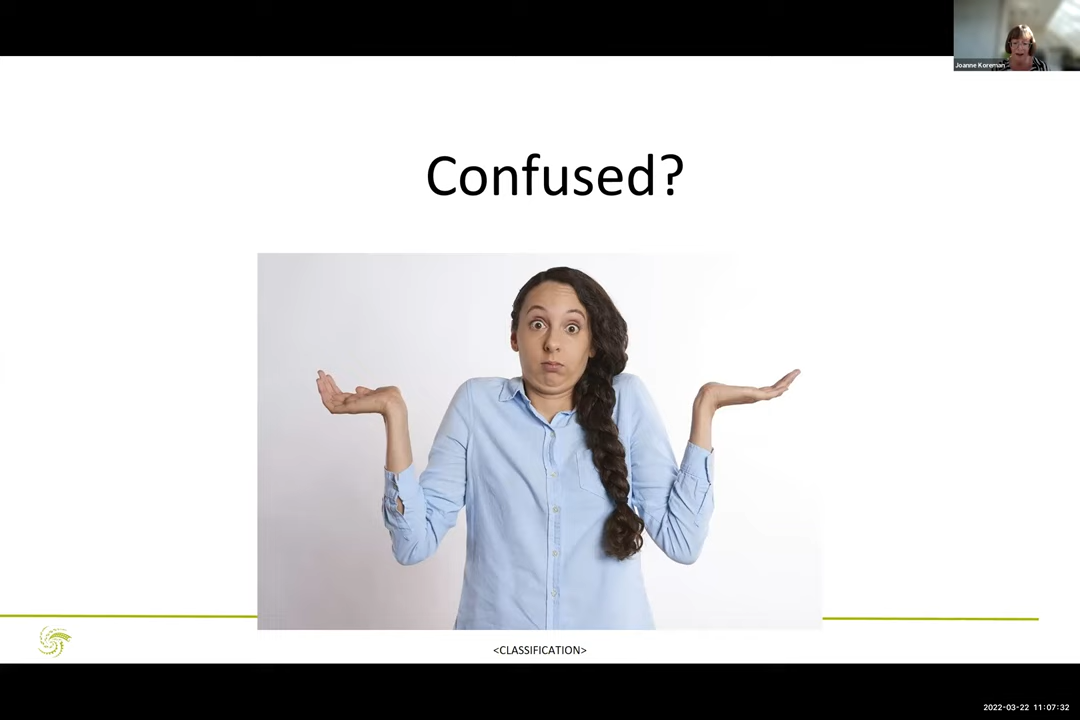 Joanne Koreman
Confused?
<CLASSIFICATION>
2022-03-22 11:07:32